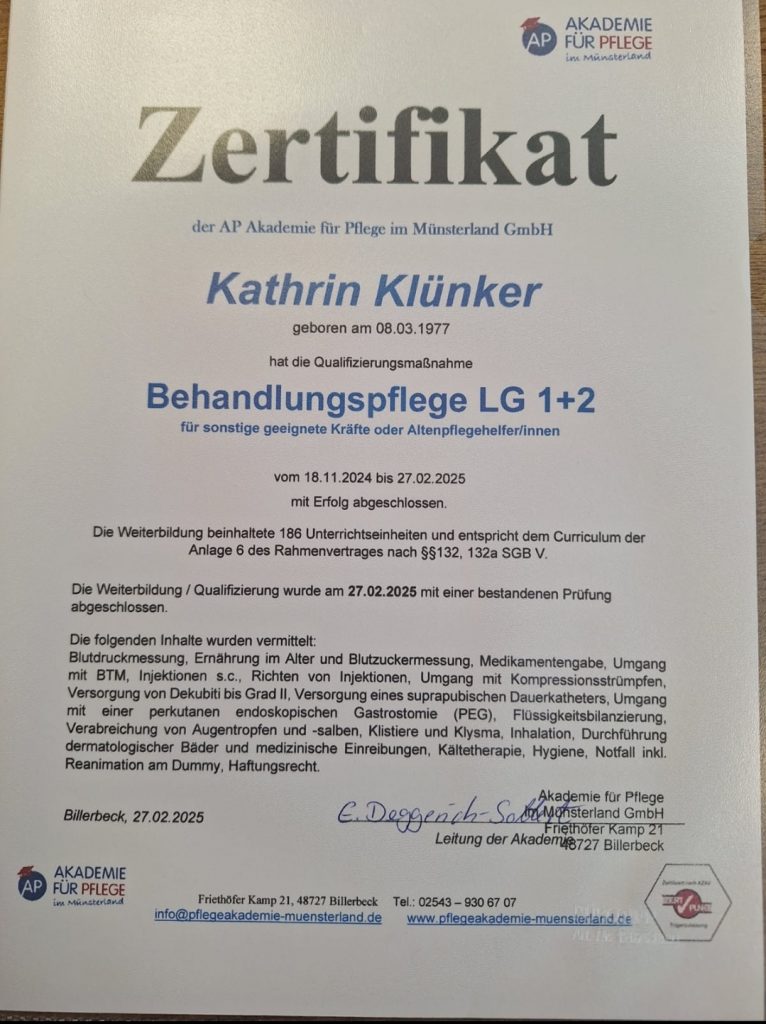 AP
AKADEMIE
FÜR PFLEGE
im Münsterland
Zertifikat
der AP Akademie für Pflege im Münsterland GmbH
Kathrin Klünker
geboren am 08.03.1977
hat die Qualifizierungsmaßnahme
Behandlungspflege LG 1+2
für sonstige geeignete Kräfte oder Altenpflegehelfer/innen
vom 18.11.2024 bis 27.02.2025
mit Erfolg abgeschlossen.
Die Weiterbildung beinhaltete 186 Unterrichtseinheiten und entspricht dem Curriculum der
Anlage 6 des Rahmenvertrages nach §§132, 132a SGB V.
Die Weiterbildung / Qualifizierung wurde am 27.02.2025 mit einer bestandenen Prüfung
abgeschlossen.
Die folgenden Inhalte wurden vermittelt:
Blutdruckmessung, Ernährung im Alter und Blutzuckermessung, Medikamentengabe, Umgang
mit BTM, Injektionen s.c., Richten von Injektionen, Umgang mit Kompressionsstrümpfen,
Versorgung von Dekubiti bis Grad II, Versorgung eines suprapubischen Dauerkatheters, Umgang
mit einer perkutanen endoskopischen Gastrostomie (PEG), Flüssigkeitsbilanzierung,
Verabreichung von Augentropfen und -salben, Klistiere und Klysma, Inhalation, Durchführung
dermatologischer Bäder und medizinische Einreibungen, Kältetherapie, Hygiene, Notfall inkl.
Reanimation am Dummy, Haftungsrecht.
Akademie für Pflege
im Münsterland GmbH
Friethöfer Kamp 21
48727 Billerbeck
Billerbeck, 27.02.2025
Leitung der Akademie
AP
AKADEMIE
FÜR PFLEGE
im Münsterland
Friethöfer Kamp 21, 48727 Billerbeck Tel.: 02543 – 930 67 07
info@pflegeakademie-muensterland.de www.pflegeakademie-muensterland.de
Zertifiziert nach AZAV
Trägerzulassung